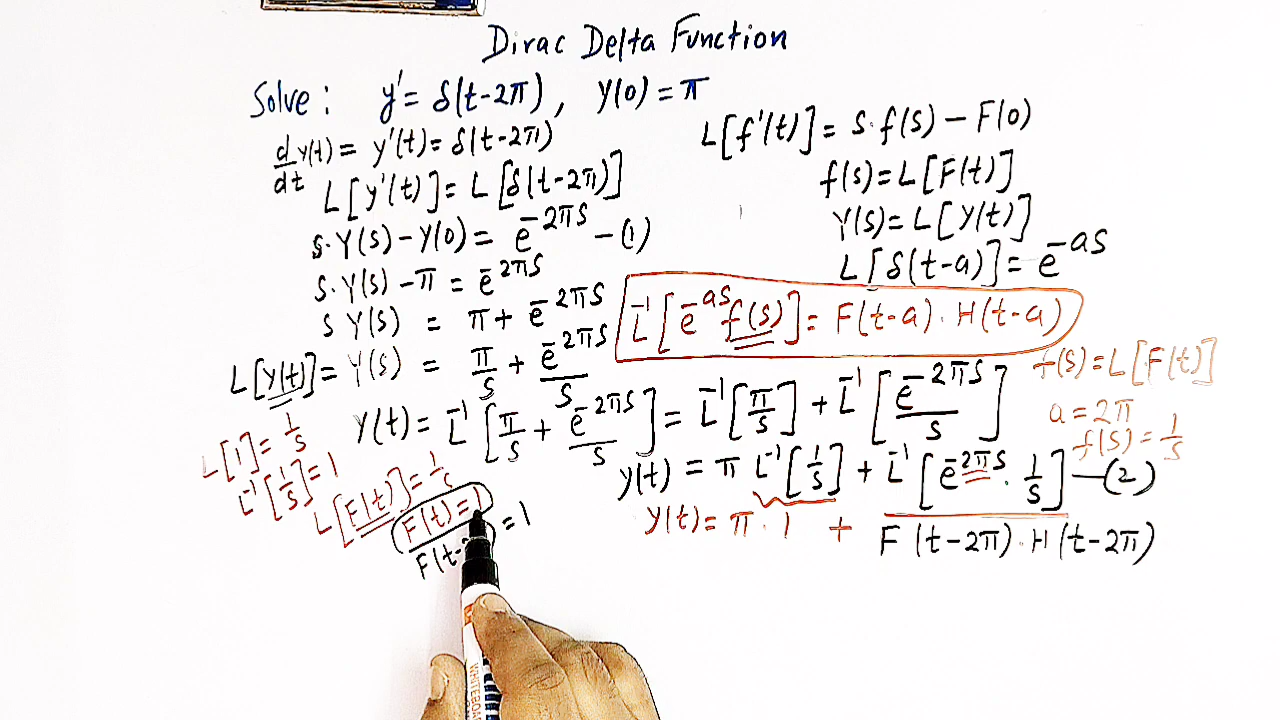 Dirac Delta Function
Solve : y' = δ(t-2π), y(0) = π
d/dt y(t) = y'(t) = δ(t-2π)
L[y'(t)] = L[δ(t-2π)]
s·Y(s) - y(0) = e^-2πs - (1)
s·Y(s) - π = e^-2πs
s Y(s) = π + e^-2πs
L[y(t)] = Y(s) = π/s + e^-2πs/s
y(t) = L^-1[π/s + e^-2πs/s] = L^-1[π/s] + L^-1[e^-2πs/s]
L[f'(t)] = s·f(s) - F(0)
f(s) = L[F(t)]
Y(s) = L[y(t)]
L[δ(t-a)] = e^-as
L^-1[e^-as f(s)] = F(t-a)·H(t-a)
f(s) = L[F(t)]
a = 2π
f(s) = 1/s
y(t) = π L^-1[1/s] + L^-1[e^-2πs · 1/s] - (2)
y(t) = π·1 + F(t-2π)·H(t-2π)
L[1] = 1/s
L^-1[1/s] = 1
L[F(t)] = 1/s
F(t) = 1
F(t- = 1
WHITEBOA